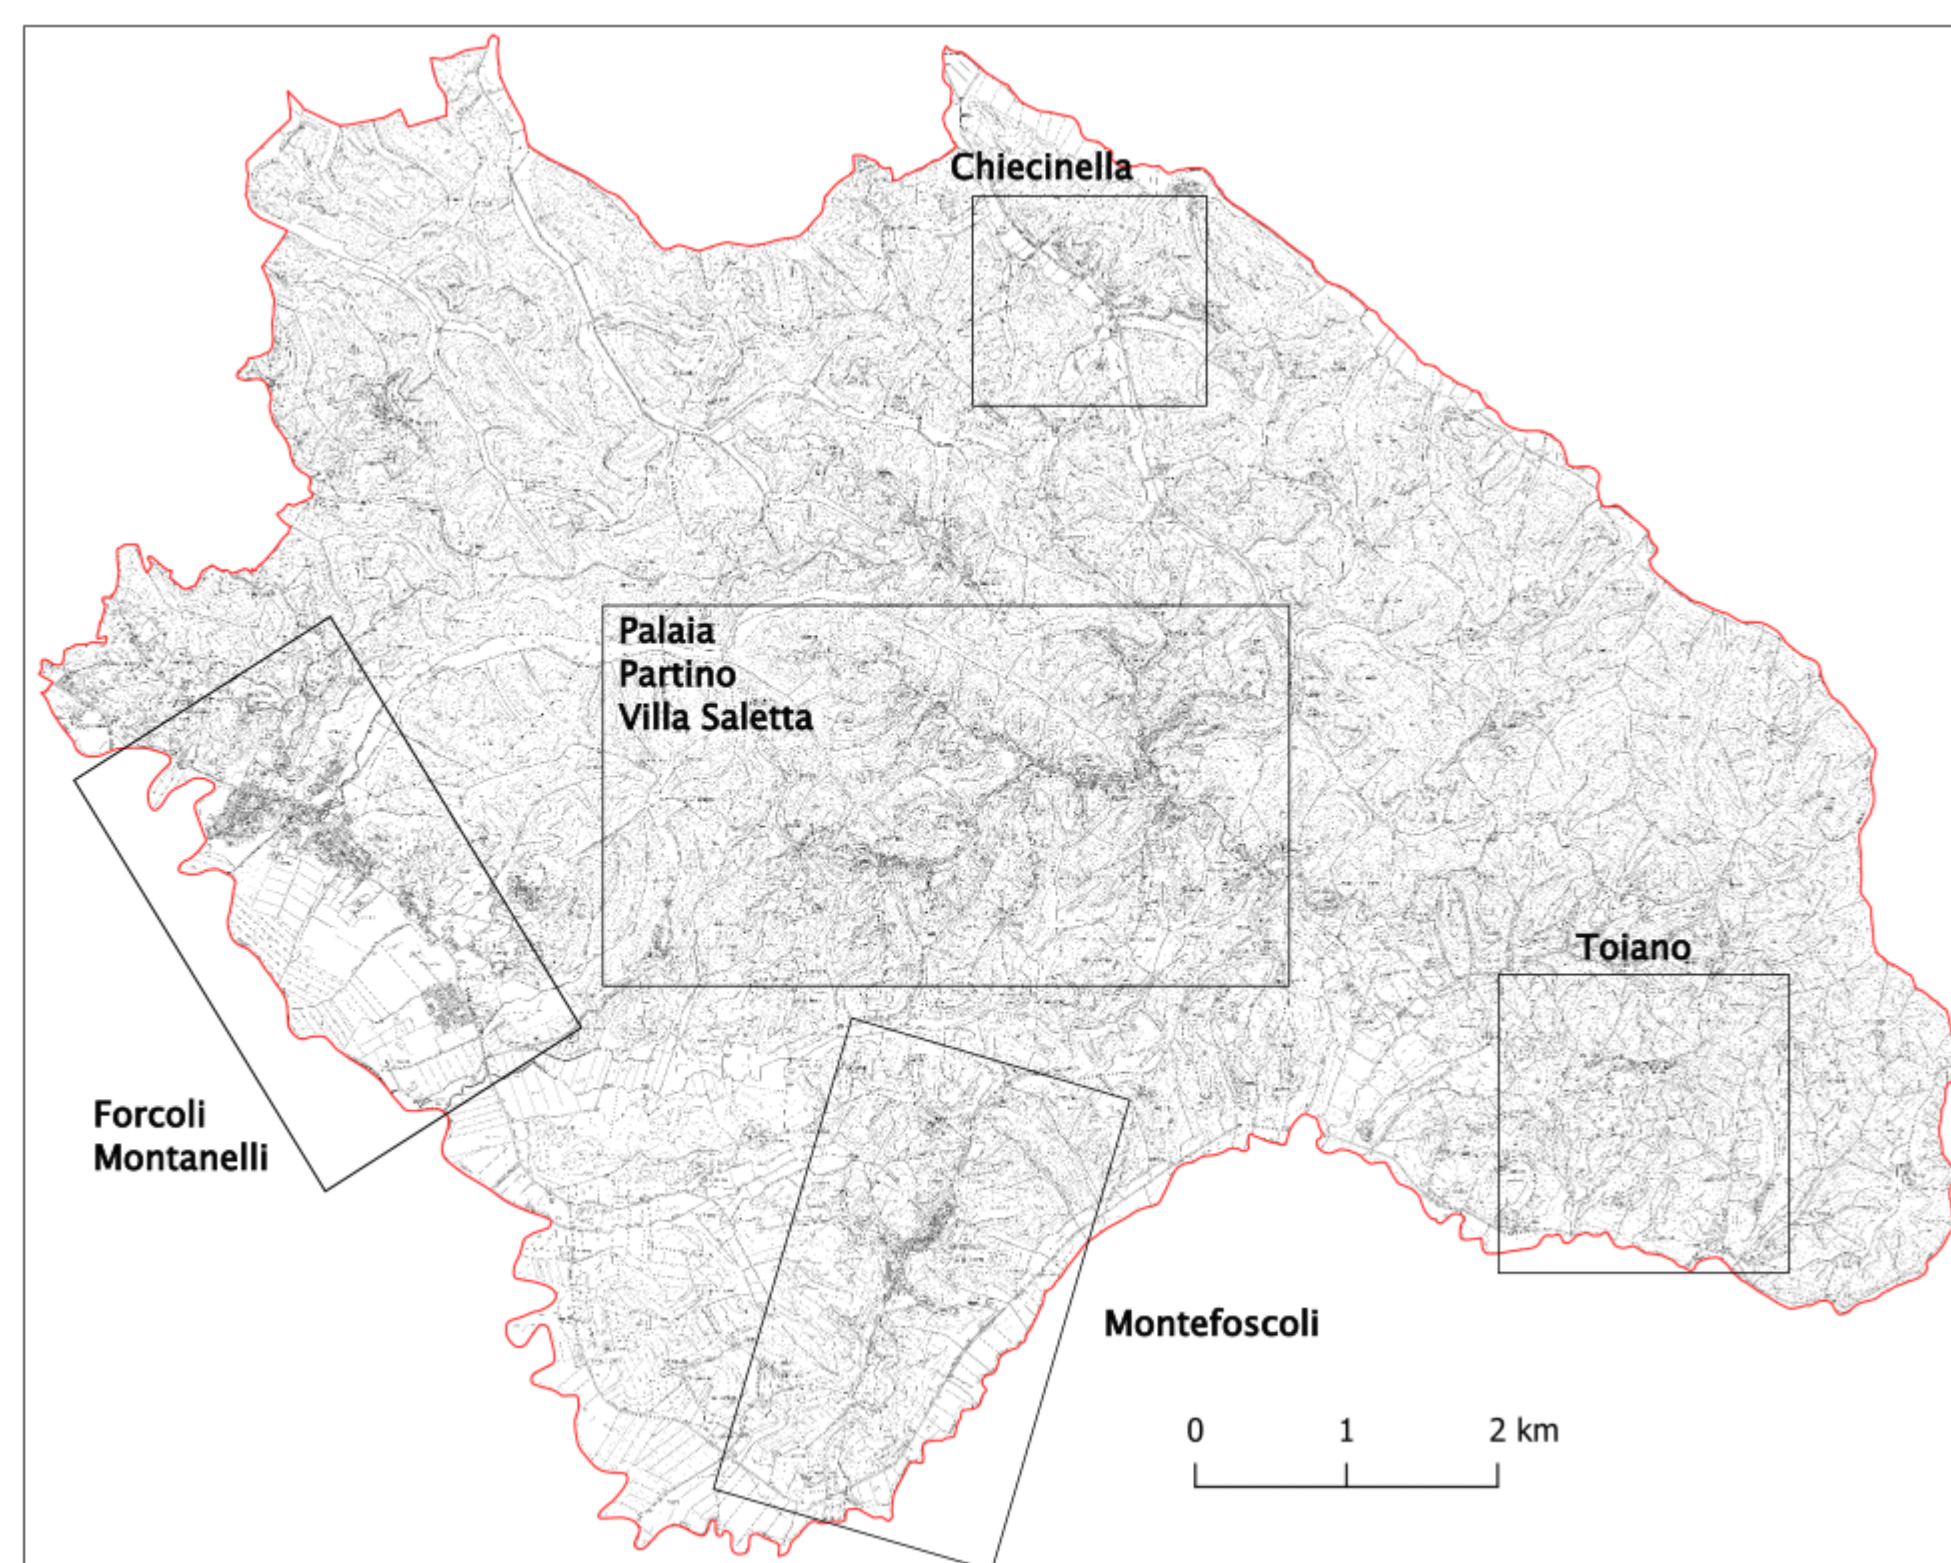 Chiecinella
Palaia
Partino
Villa Saletta
Toiano
Forcoli
Montanelli
Montefoscoli
0 1 2 km